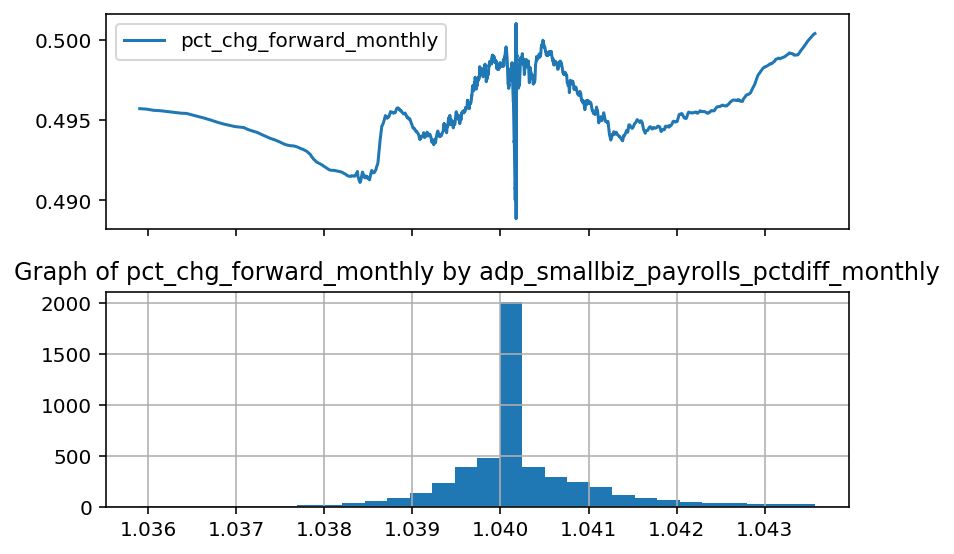 pct_chg_forward_monthly
0.500
0.495
0.490
Graph of pct_chg_forward_monthly by adp_smallbiz_payrolls_pctdiff_monthly
2000
1500
1000
500
0
1.036 1.037 1.038 1.039 1.040 1.041 1.042 1.043